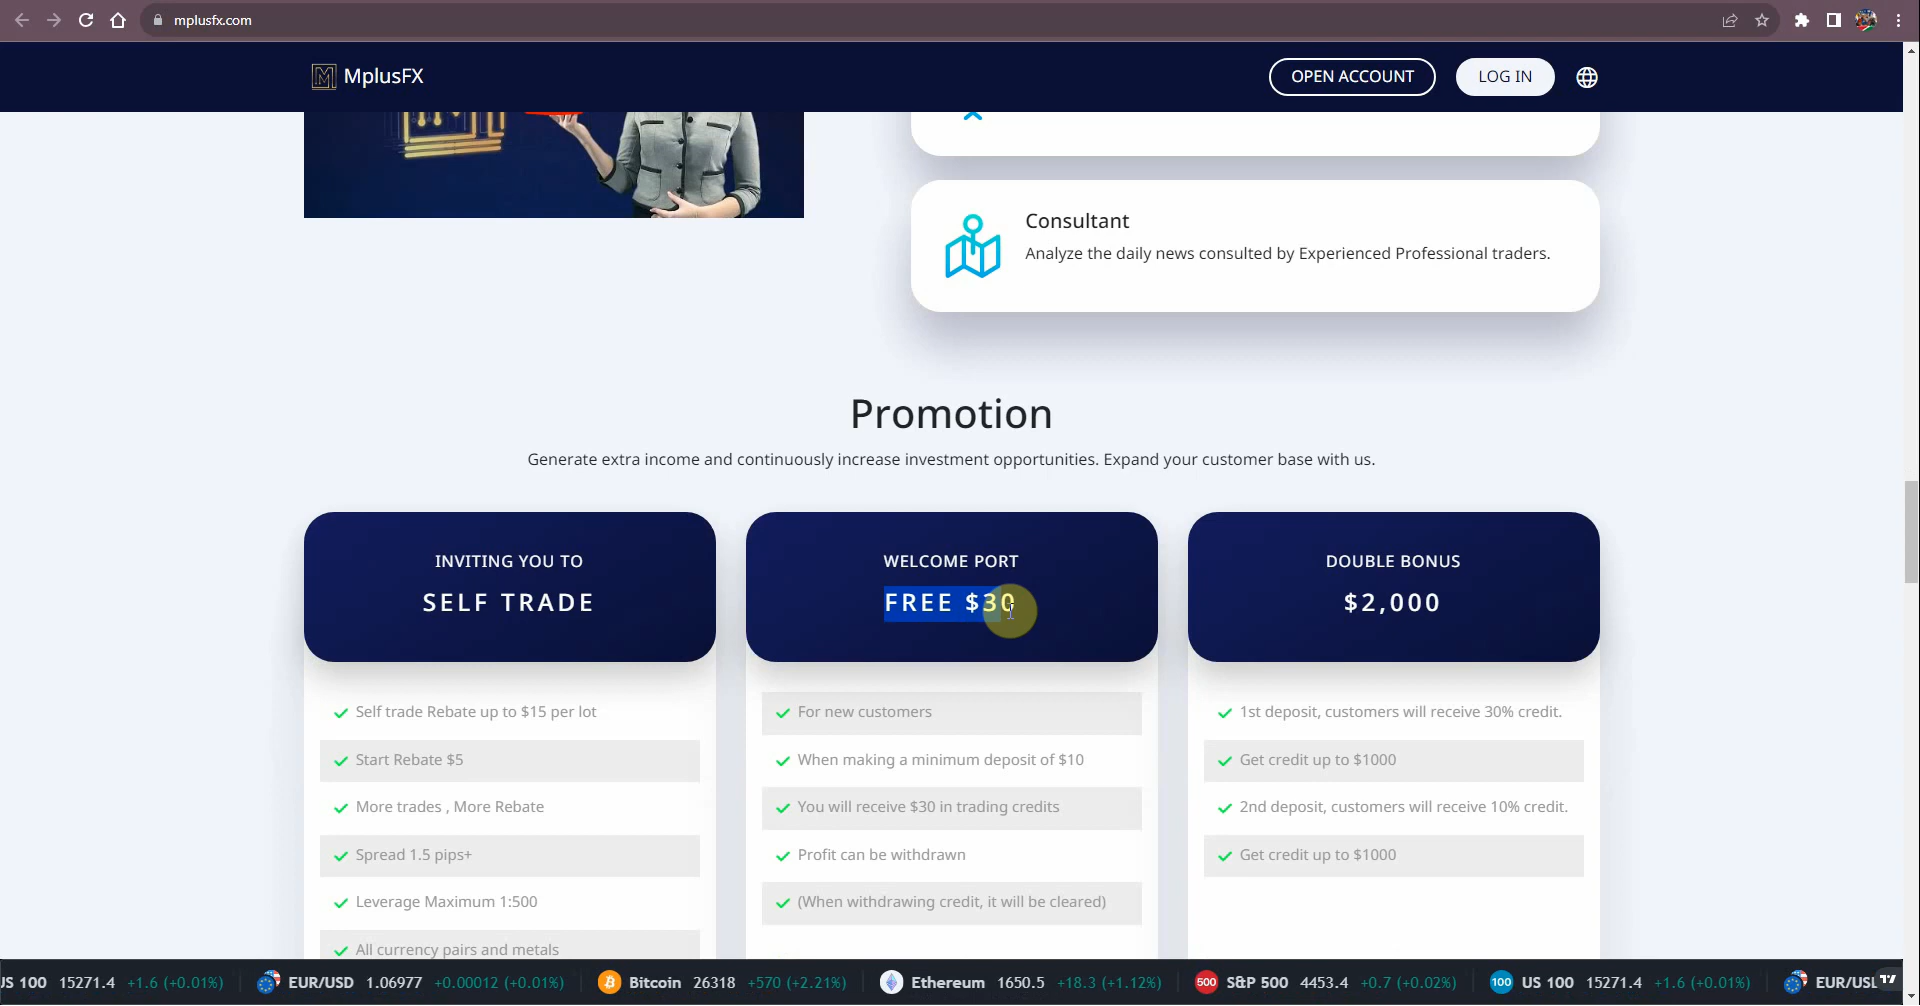 mplusfx.com
MplusFX
OPEN ACCOUNT
LOG IN
Consultant
Analyze the daily news consulted by Experienced Professional traders.
Promotion
Generate extra income and continuously increase investment opportunities. Expand your customer base with us.
INVITING YOU TO
SELF TRADE
Self trade Rebate up to $15 per lot
Start Rebate $5
More trades , More Rebate
Spread 1.5 pips+
Leverage Maximum 1:500
All currency pairs and metals
WELCOME PORT
FREE $30
For new customers
When making a minimum deposit of $10
You will receive $30 in trading credits
Profit can be withdrawn
(When withdrawing credit, it will be cleared)
DOUBLE BONUS
$2,000
1st deposit, customers will receive 30% credit.
Get credit up to $1000
2nd deposit, customers will receive 10% credit.
Get credit up to $1000
US 100 15271.4 +1.6 (+0.01%) EUR/USD 1.06977 +0.00012 (+0.01%) Bitcoin 26318 +570 (+2.21%) Ethereum 1650.5 +18.3 (+1.12%) 500 S&P 500 4453.4 +0.7 (+0.02%) 100 US 100 15271.4 +1.6 (+0.01%) EUR/USD